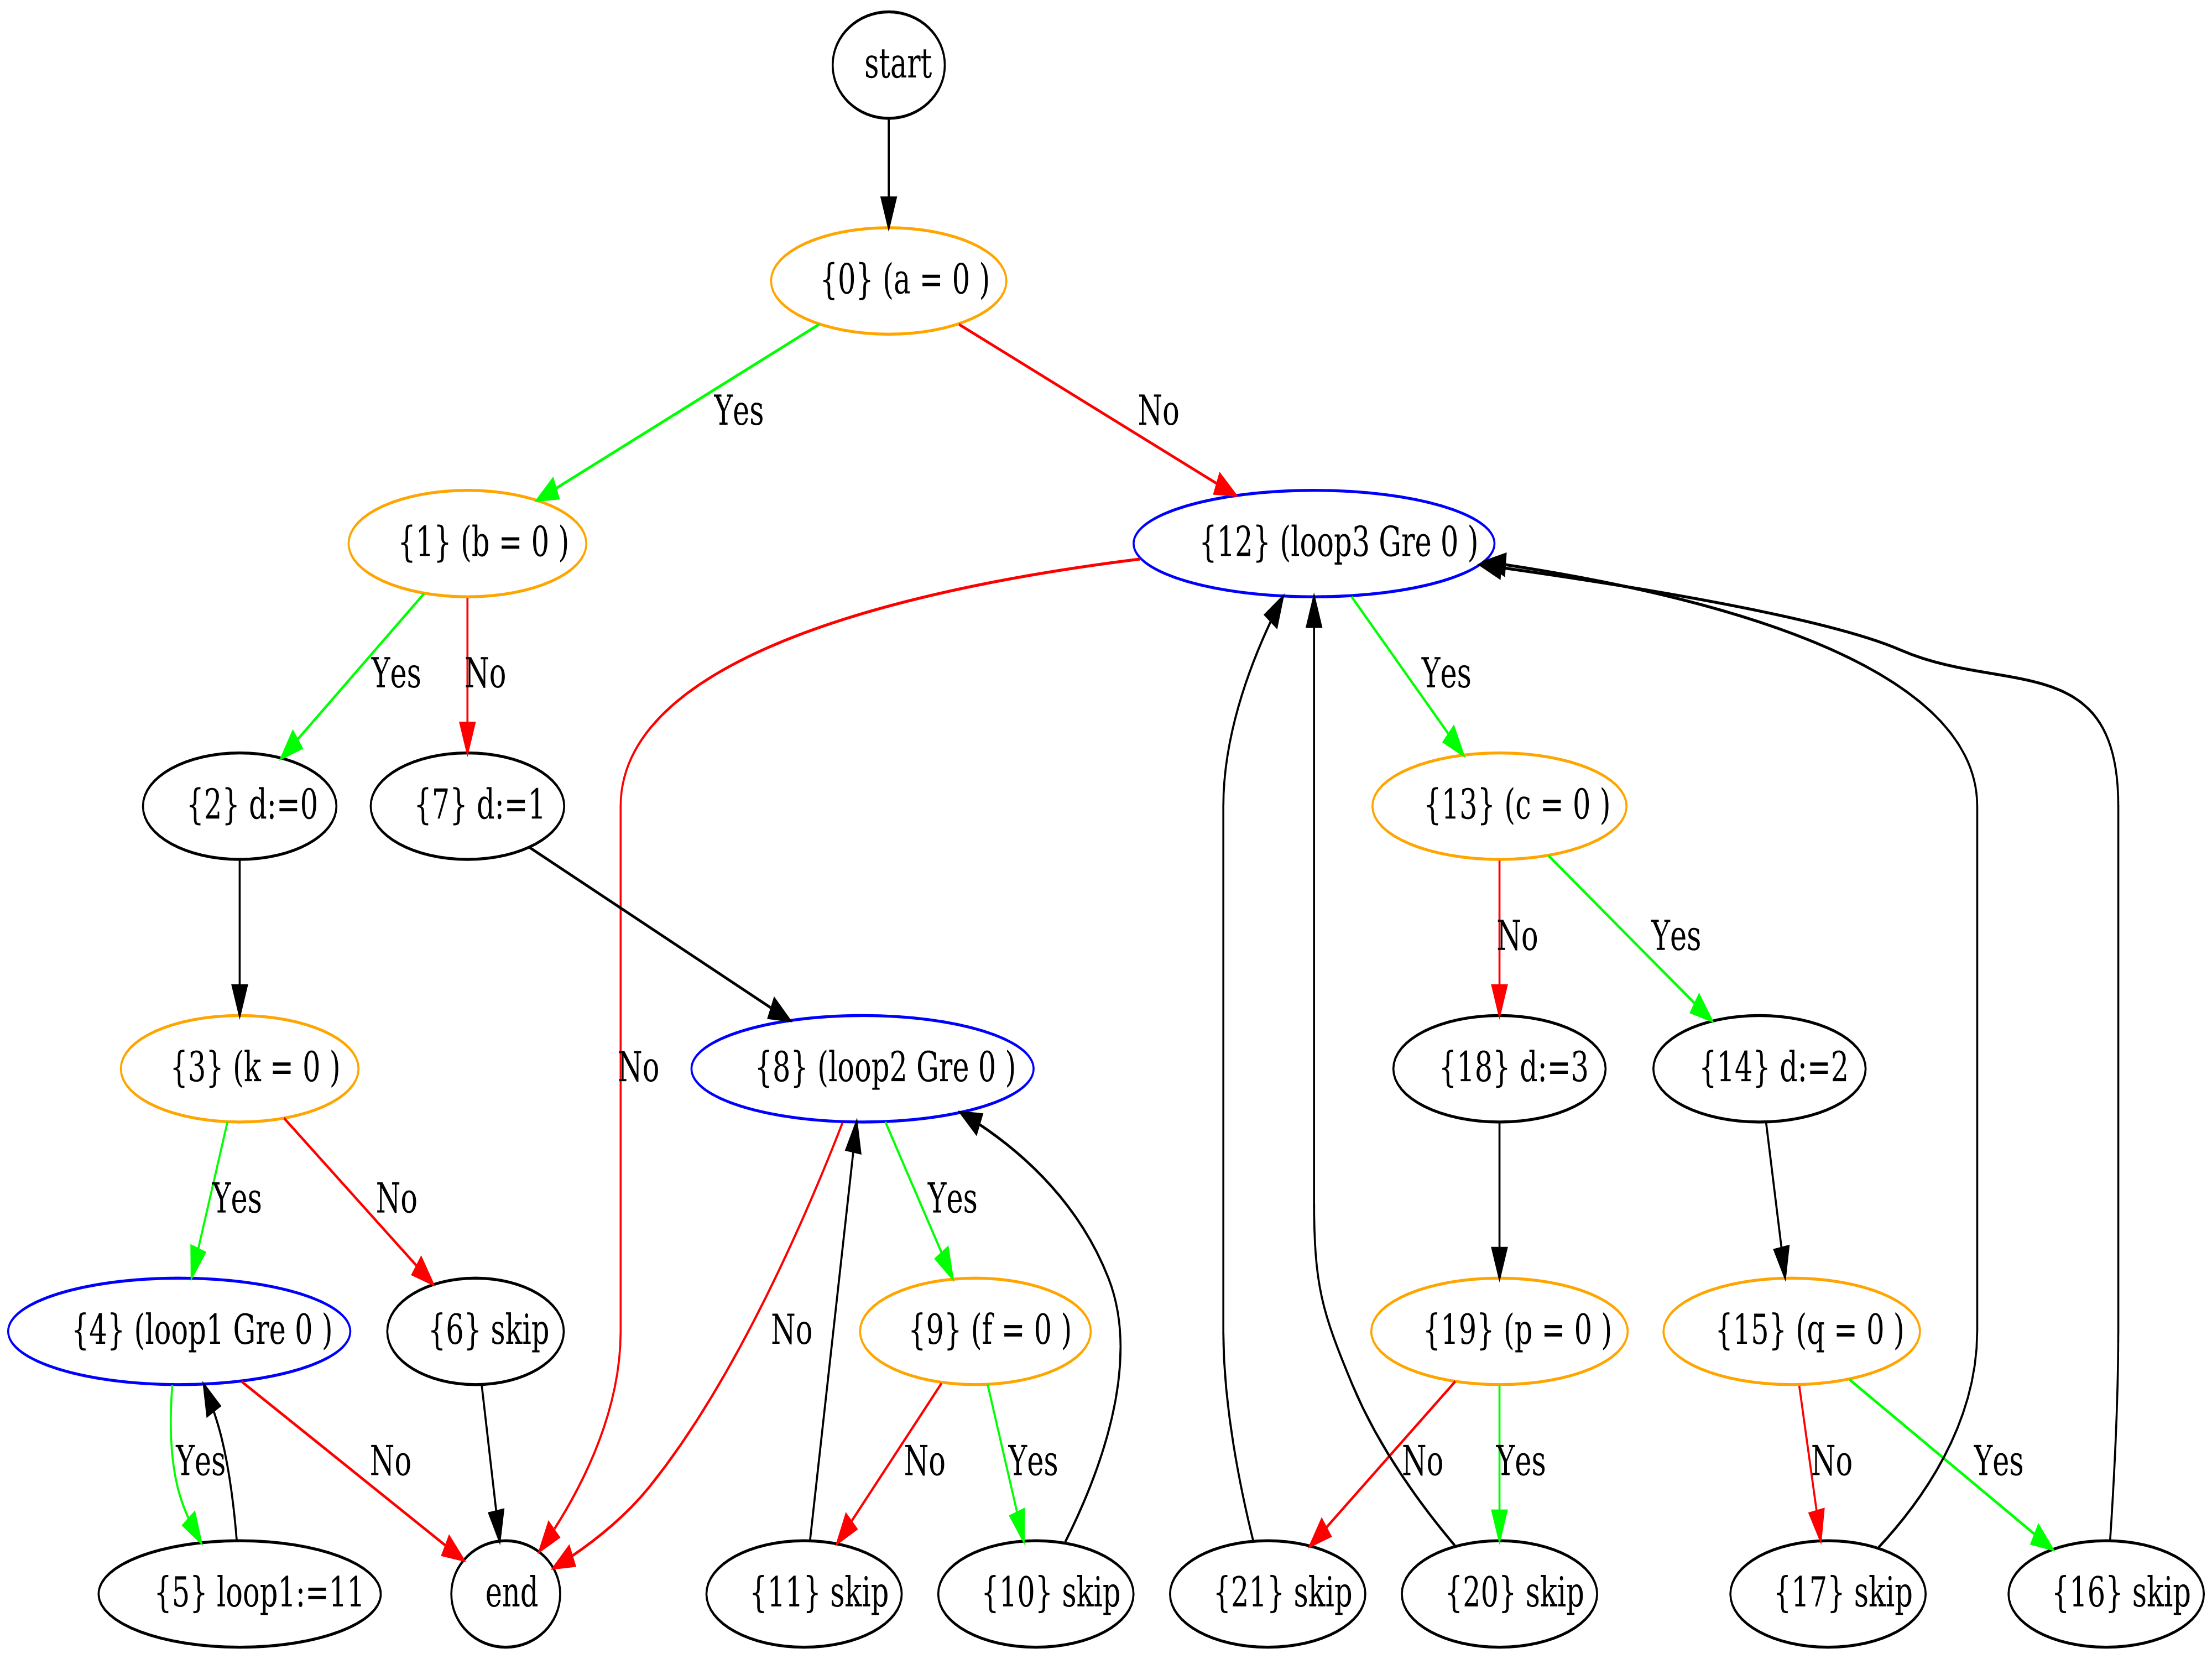 start
{0} (a = 0 )
Yes
No
{1} (b = 0 )
{12} (loop3 Gre 0 )
Yes
No
Yes
{2} d:=0
{7} d:=1
{13} (c = 0 )
No
Yes
{3} (k = 0 )
No
{8} (loop2 Gre 0 )
{18} d:=3
{14} d:=2
Yes
No
Yes
{4} (loop1 Gre 0 )
{6} skip
No
{9} (f = 0 )
{19} (p = 0 )
{15} (q = 0 )
Yes
No
No
Yes
No
Yes
No
Yes
{5} loop1:=11
end
{11} skip
{10} skip
{21} skip
{20} skip
{17} skip
{16} skip